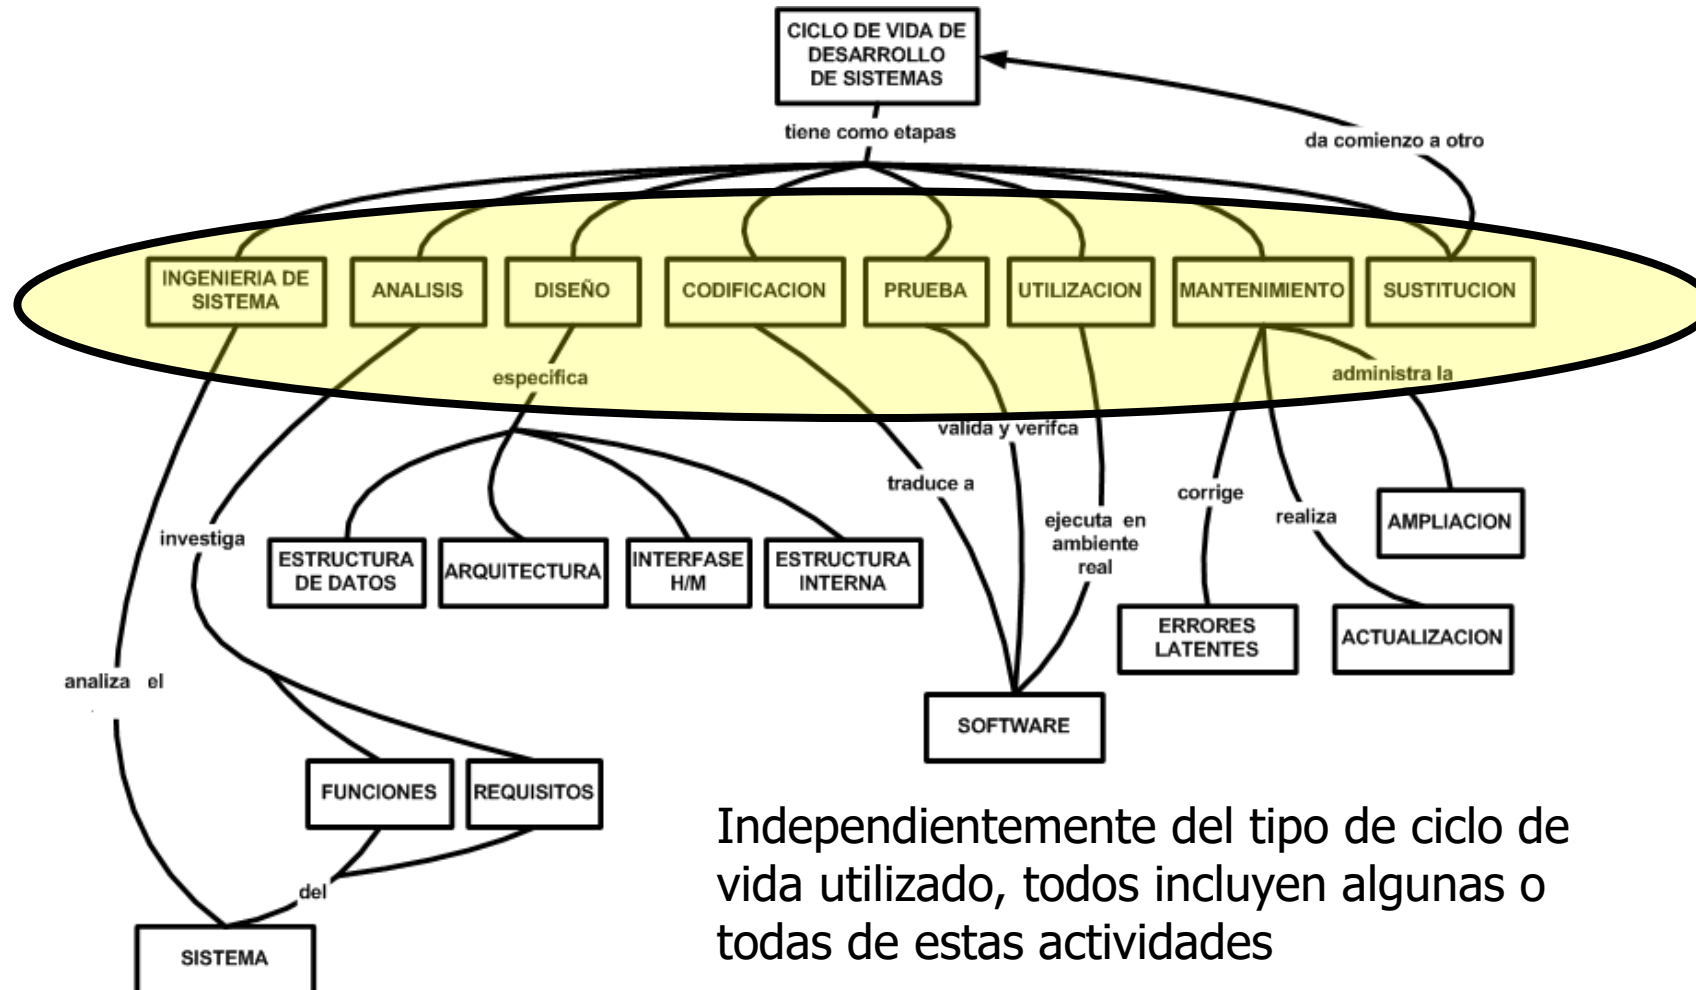 CICLO DE VIDA DE
DESARROLLO
DE SISTEMAS
tiene como etapas
da comienzo a otro
INGENIERIA DE
SISTEMA
ANALISIS
DISEÑO
CODIFICACION
PRUEBA
UTILIZACION
MANTENIMIENTO
SUSTITUCION
especifica
administra la
valida y verifca
traduce a
corrige
realiza
AMPLIACION
investiga
ejecuta en
ambiente
real
ESTRUCTURA
DE DATOS
ARQUITECTURA
INTERFASE
H/M
ESTRUCTURA
INTERNA
ERRORES
LATENTES
ACTUALIZACION
analiza el
SOFTWARE
FUNCIONES
REQUISITOS
del
SISTEMA
Independientemente del tipo de ciclo de
vida utilizado, todos incluyen algunas o
todas de estas actividades